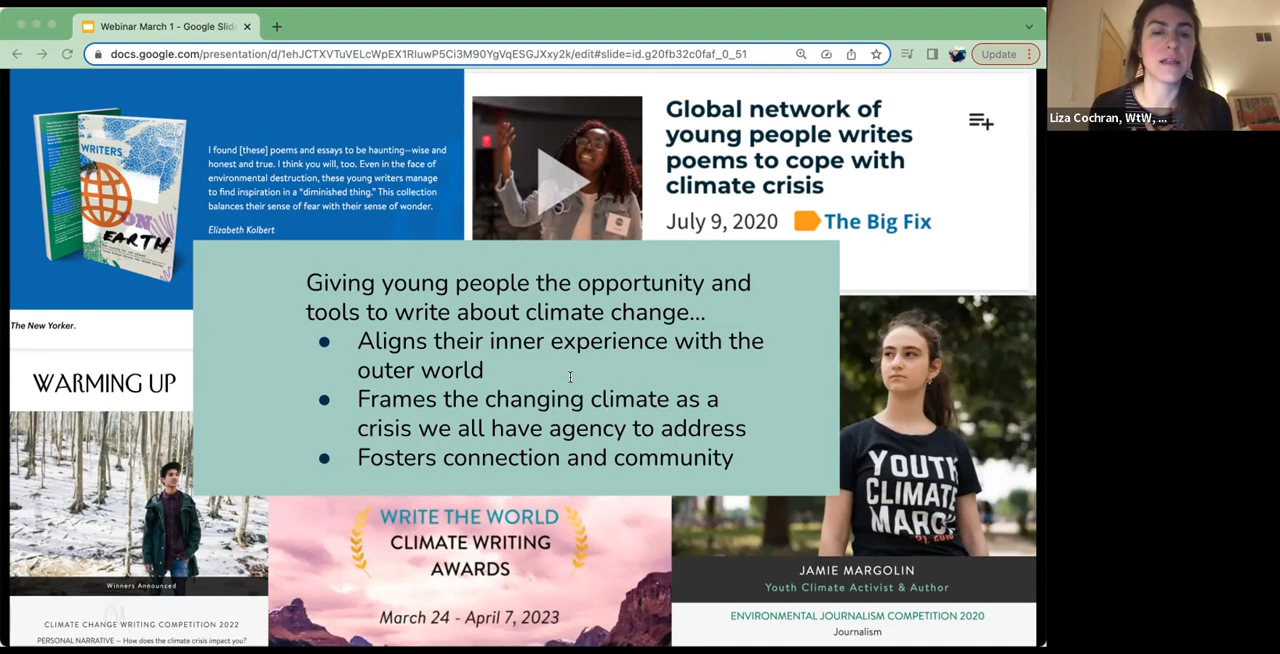 Webinar March 1 - Google Slid
docs.google.com/presentation/d/1ehJCTXVTuVELcWpEX1RIuwP5Ci3M90YgVqESGJXxy2k/edit#slide=id.g20fb32c0faf_0_51
Update
Liza Cochran, WtW, ...
WRITERS
ON
EARTH
I found [these] poems and essays to be haunting—wise and
honest and true. I think you will, too. Even in the face of
environmental destruction, these young writers manage
to find inspiration in a “diminished thing.” This collection
balances their sense of fear with their sense of wonder.
Elizabeth Kolbert
The New Yorker.
Global network of
young people writes
poems to cope with
climate crisis
July 9, 2020
The Big Fix
Giving young people the opportunity and
tools to write about climate change...
● Aligns their inner experience with the
outer world
● Frames the changing climate as a
crisis we all have agency to address
● Fosters connection and community
WARMING UP
Winners Announced
CLIMATE CHANGE WRITING COMPETITION 2022
PERSONAL NARRATIVE — How does the climate crisis impact you?
WRITE THE WORLD
CLIMATE WRITING
AWARDS
March 24 - April 7, 2023
YOUTH
CLIMATE
MARCH
JAMIE MARGOLIN
Youth Climate Activist & Author
ENVIRONMENTAL JOURNALISM COMPETITION 2020
Journalism